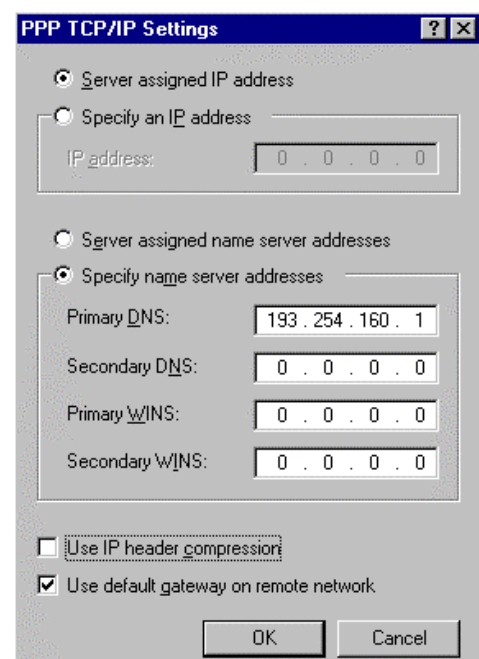 PPP TCP/IP Settings
Server assigned IP address
Specify an IP address
IP address: 0 . 0 . 0 . 0
Server assigned name server addresses
Specify name server addresses
Primary DNS: 193 . 254 . 160 . 1
Secondary DNS: 0 . 0 . 0 . 0
Primary WINS: 0 . 0 . 0 . 0
Secondary WINS: 0 . 0 . 0 . 0
Use IP header compression
Use default gateway on remote network
OK Cancel